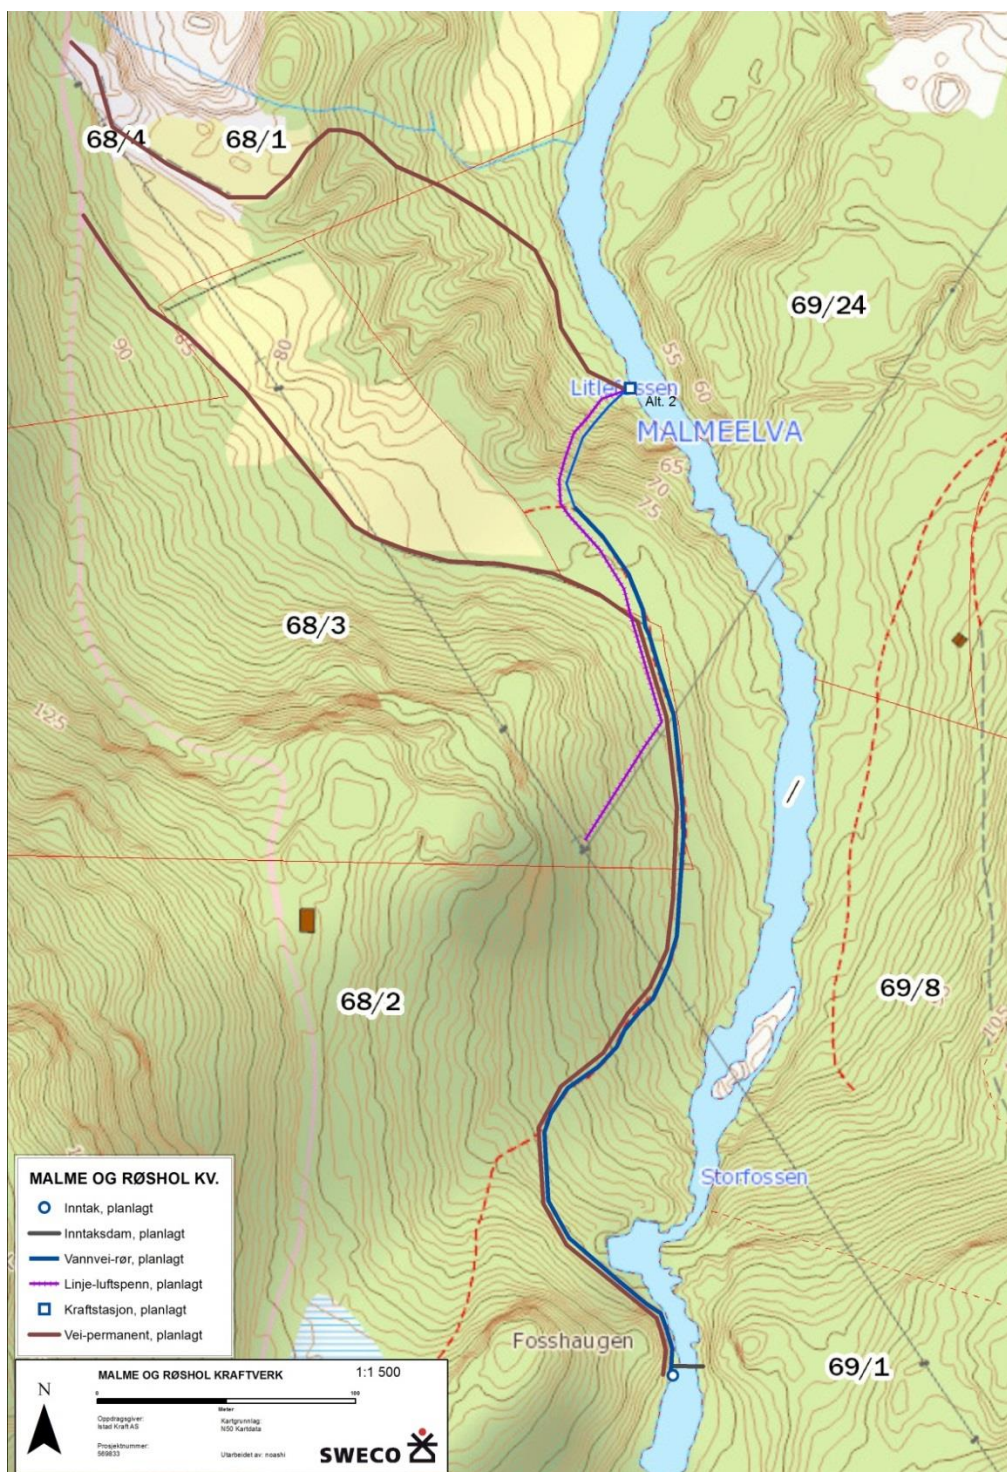 68/4
68/1
69/24
90
85
80
55
60
Litlefossen
Alt. 2
MALMEELVA
65
70
75
68/3
125
68/2
69/8
105
Storfossen
MALME OG RØSHOL KV.
Inntak, planlagt
Inntaksdam, planlagt
Vannvei-rør, planlagt
Linje-luftspenn, planlagt
Kraftstasjon, planlagt
Vei-permanent, planlagt
Fosshaugen
69/1
MALME OG RØSHOL KRAFTVERK
1:1 500
N
0
100
Meter
Oppdragsgiver:
Istad Kraft AS
Kartgrunnlag:
N50 Kartdata
Prosjektnummer:
569833
Utarbeidet av: noashi
SWECO